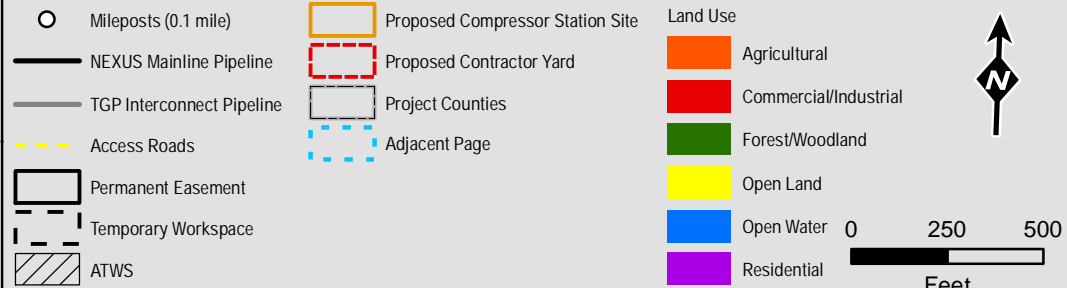 Mileposts (0.1 mile)
NEXUS Mainline Pipeline
TGP Interconnect Pipeline
Access Roads
Permanent Easement
Temporary Workspace
ATWS
Proposed Compressor Station Site
Proposed Contractor Yard
Project Counties
Adjacent Page
Land Use
Agricultural
Commercial/Industrial
Forest/Woodland
Open Land
Open Water
Residential
N
0 250 500
Feet